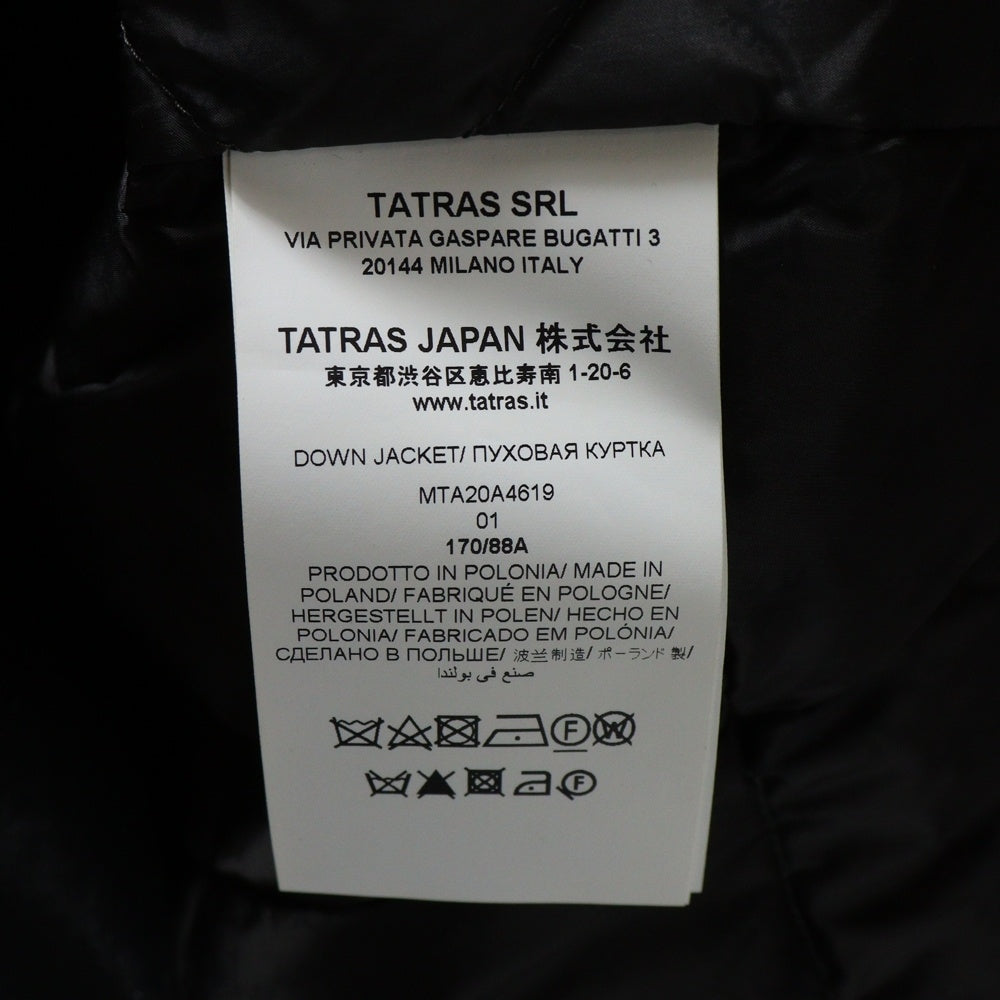 TATRAS SRL
VIA PRIVATA GASPARE BUGATTI 3
20144 MILANO ITALY
TATRAS JAPAN 株式会社
東京都渋谷区恵比寿南 1-20-6
www.tatras.it
DOWN JACKET/ ПУХОВАЯ КУРТКА
MTA20A4619
01
170/88A
PRODOTTO IN POLONIA/ MADE IN
POLAND/ FABRIQUÉ EN POLOGNE/
HERGESTELLT IN POLEN/ HECHO EN
POLONIA/ FABRICADO EM POLÓNIA/
СДЕЛАНО В ПОЛЬШЕ/ 波兰制造/ ポーランド製/
صنع في بولندا
F W
F